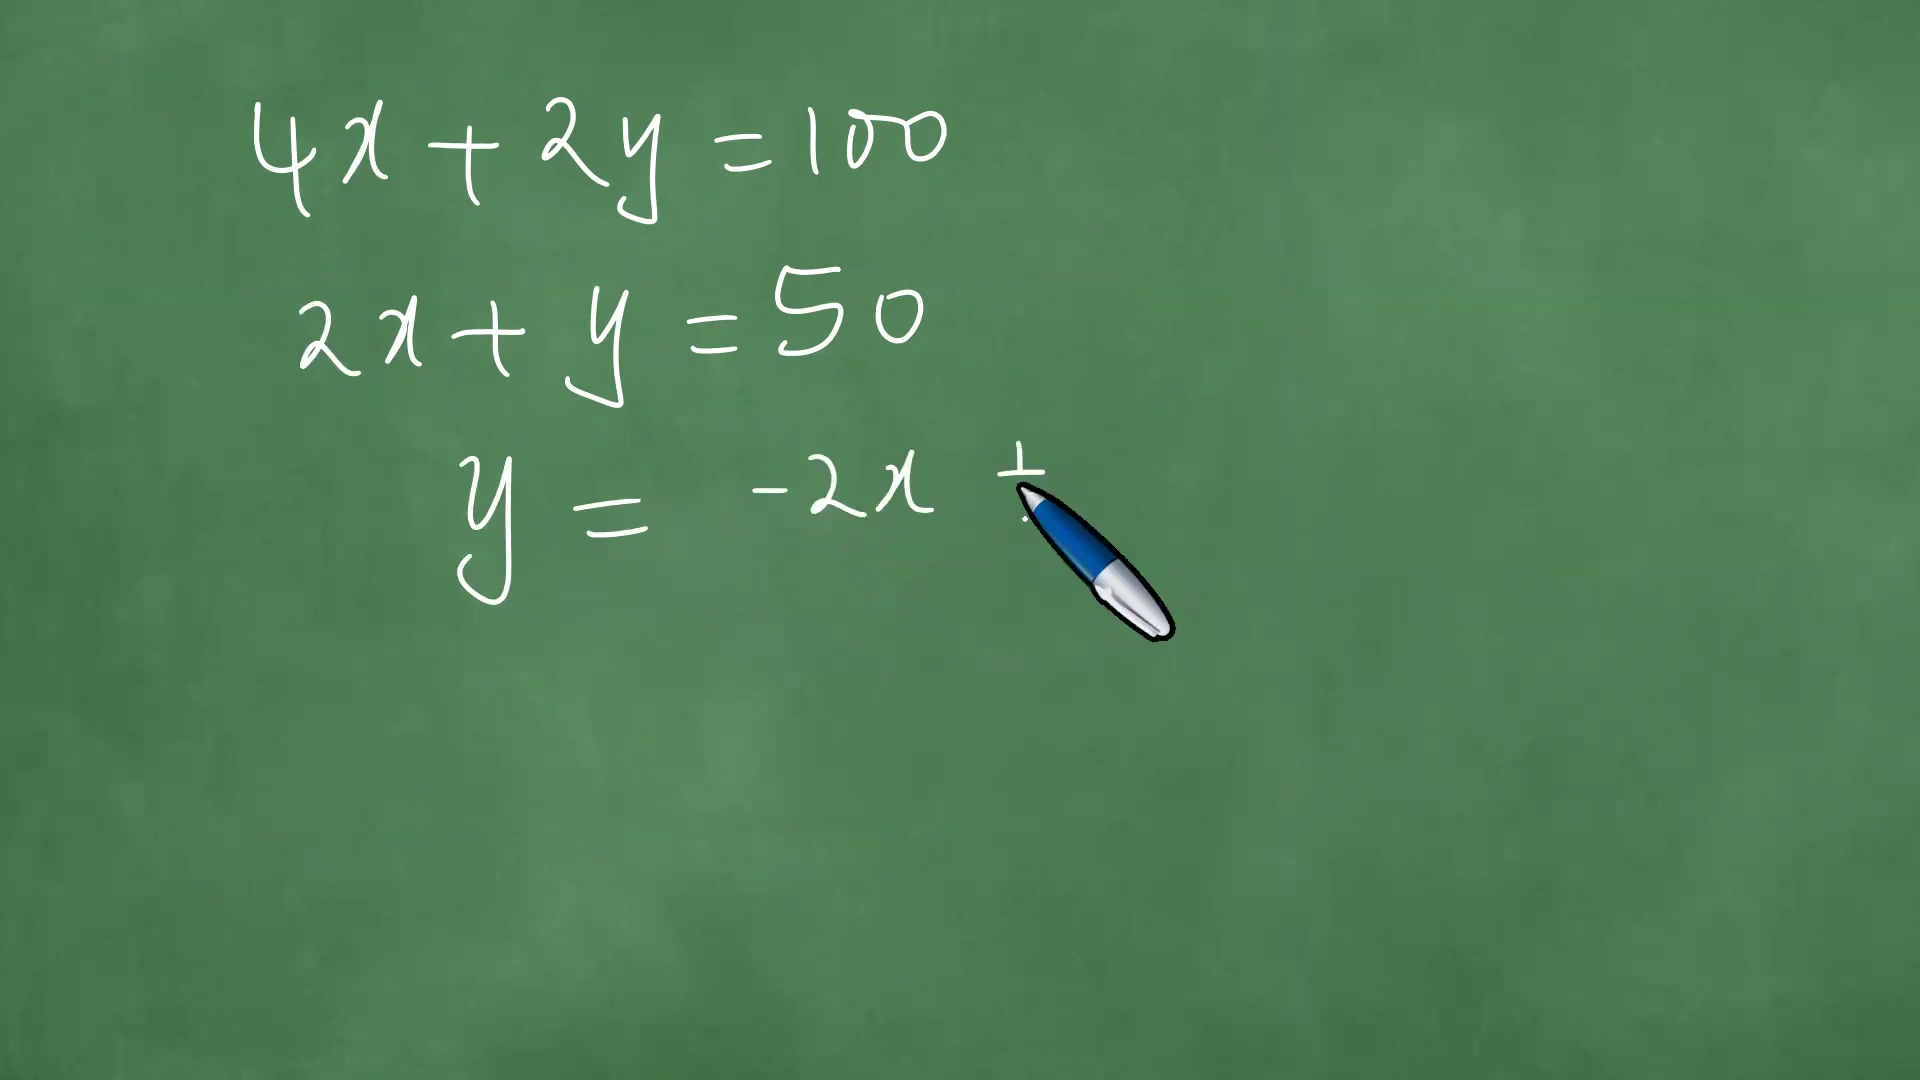 4x + 2y = 100
2x + y = 50
y = -2x +